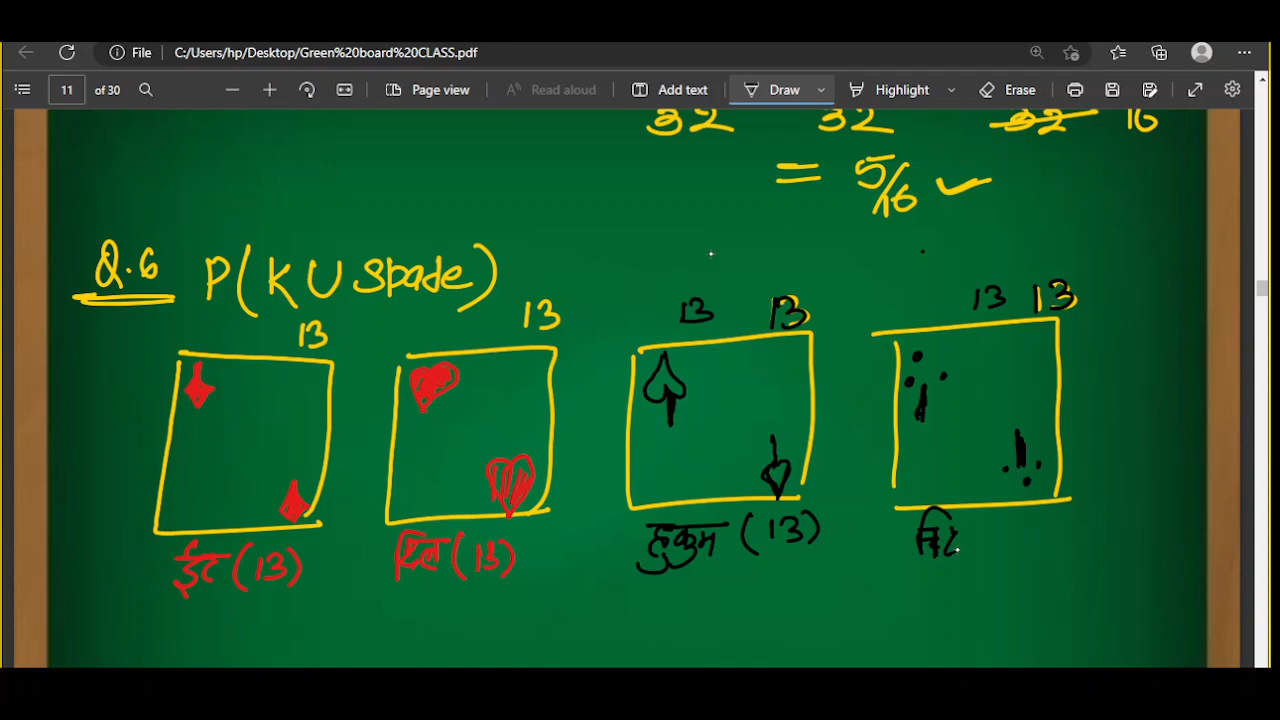 File C:/Users/hp/Desktop/Green%20board%20CLASS.pdf
11 of 30 Page view Read aloud Add text Draw Highlight Erase
32 32 32 16
= 5/16 ✓
Q.6 P(K U Spade)
13 13 13 13 13 13
ईंट (13) दिल (13) हुकुम (13) चिड़